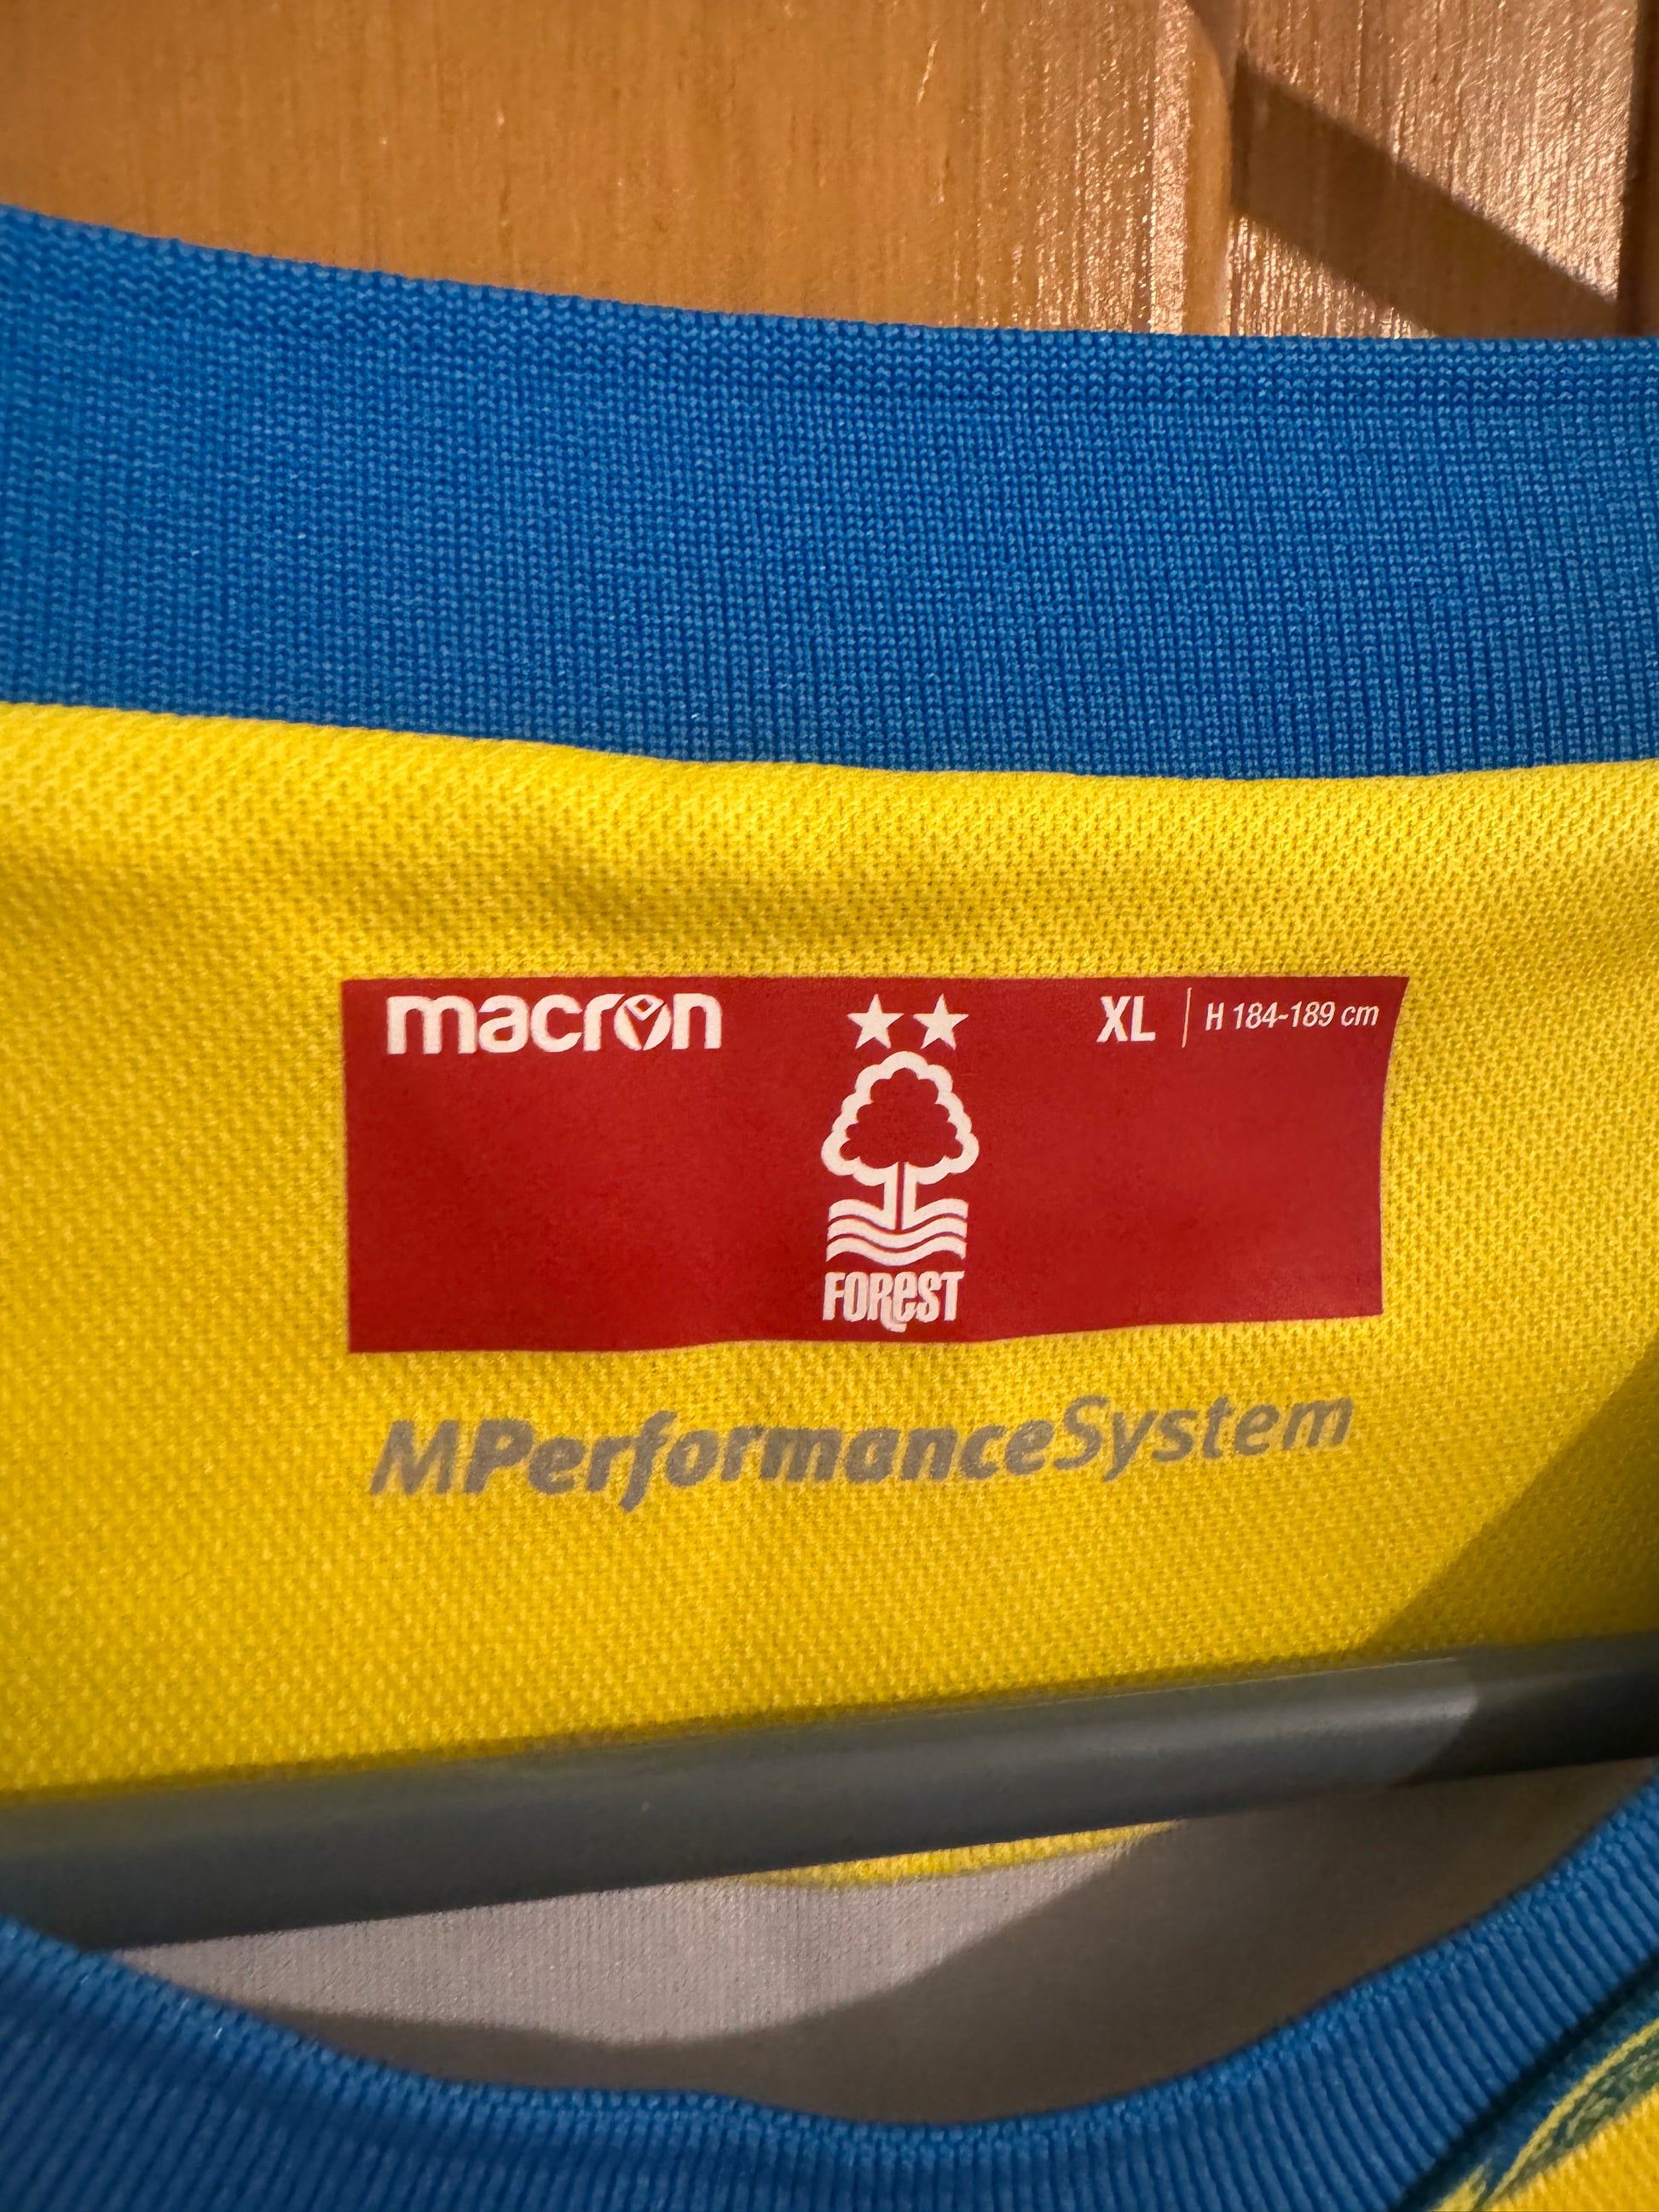 macron
XL | H 184-189 cm
FOREST
MPerformanceSystem